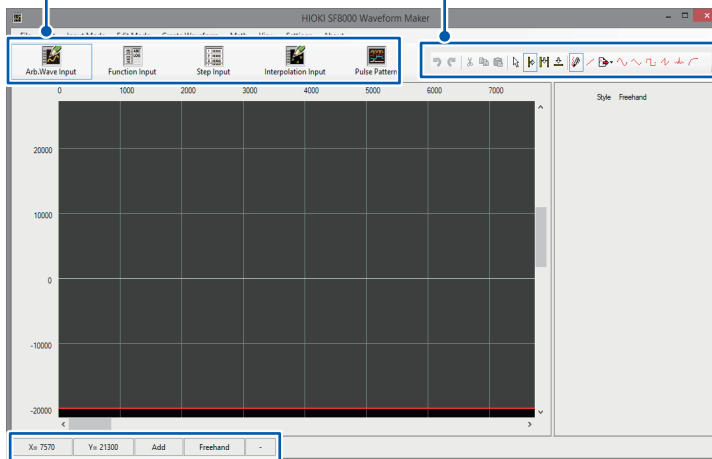 HIOKI SF8000 Waveform Maker
Arb.Wave Input Function Input Step Input Interpolation Input Pulse Pattern
0 1000 2000 3000 4000 5000 6000 7000
Style Freehand
20000
10000
0
-10000
-20000
X= 7570 Y= 21300 Add Freehand -